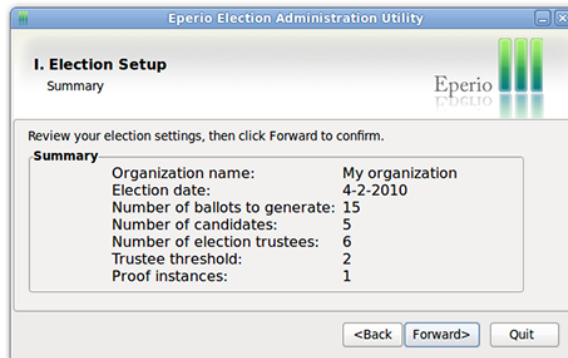 Eperio Election Administration Utility
I. Election Setup
Summary
Eperio
Review your election settings, then click Forward to confirm.
Summary
Organization name: My organization
Election date: 4-2-2010
Number of ballots to generate: 15
Number of candidates: 5
Number of election trustees: 6
Trustee threshold: 2
Proof instances: 1
<Back Forward> Quit